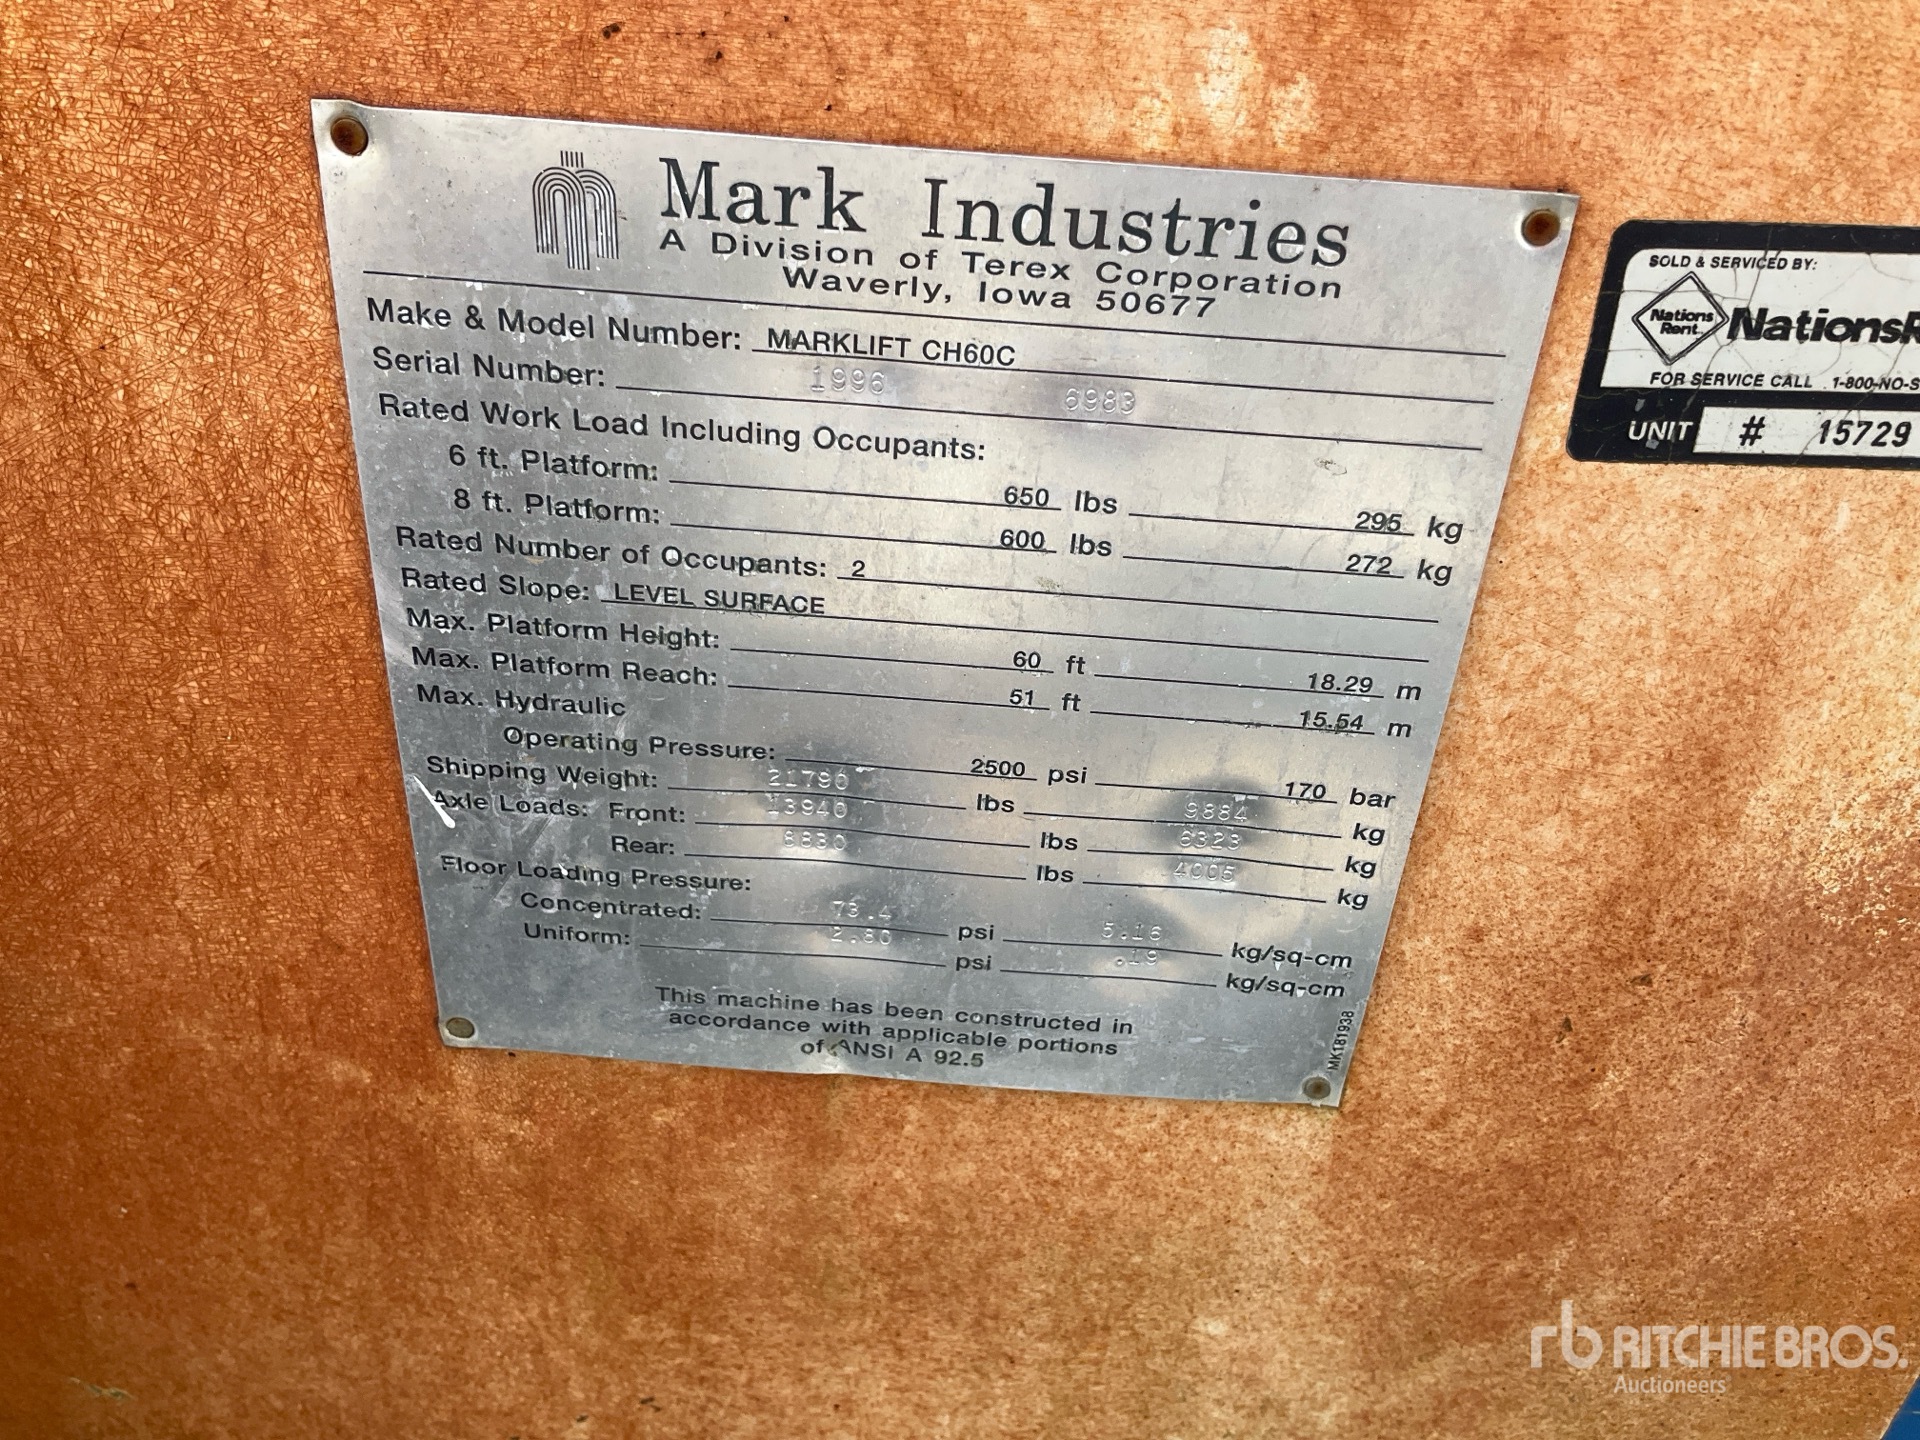 Mark Industries
A Division of Terex Corporation
Waverly, Iowa 50677
Make & Model Number: MARKLIFT CH60C
Serial Number: 1996 6983
Rated Work Load Including Occupants:
6 ft. Platform: 650 lbs 295 kg
8 ft. Platform: 600 lbs 272 kg
Rated Number of Occupants: 2
Rated Slope: LEVEL SURFACE
Max. Platform Height: 60 ft 18.29 m
Max. Platform Reach: 51 ft 15.54 m
Max. Hydraulic
Operating Pressure: 2500 psi 170 bar
Shipping Weight: 21790 lbs 9884 kg
Axle Loads: Front: 13940 lbs 6323 kg
Rear: 8830 lbs 4005 kg
Floor Loading Pressure:
Concentrated: 73.4 psi 5.16 kg/sq-cm
Uniform: 2.80 psi .19 kg/sq-cm
This machine has been constructed in
accordance with applicable portions
of ANSI A 92.5
MK181938
SOLD & SERVICED BY:
Nations
Rent
NationsR
FOR SERVICE CALL 1-800-NO-S
UNIT # 15729
rb RITCHIE BROS.
Auctioneers